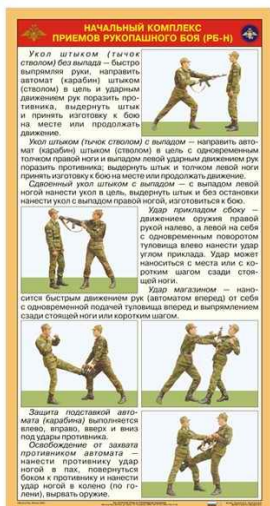 НАЧАЛЬНЫЙ КОМПЛЕКС
ПРИЕМОВ РУКОПАШНОГО БОЯ (РБ-Н)
Укол штыком (тычок
стволом) без выпада — быстро
выпрямляя руки, направить
автомат (карабин) штыком
(стволом) в цель и ударным
движением рук поразить про-
тивника, выдернуть штык
и принять изготовку к бою
на месте или продолжать
движение.
Укол штыком (тычок стволом) с выпадом — направить авто-
мат (карабин) штыком (стволом) в цель с одновременным
толчком правой ноги и выпадом левой ударным движением рук
поразить противника; выдернуть штык и толчком левой ноги
принять изготовку к бою на месте или продолжать движение.
Сдвоенный укол штыком с выпадом — с выпадом левой
ногой нанести укол в цель, выдернуть штык и без остановки
нанести укол с выпадом правой ногой, изготовиться к бою.
Удар прикладом сбоку —
движением оружия правой
рукой налево, а левой на себя
с одновременным поворотом
туловища влево нанести удар
углом приклада. Удар может
наноситься с места или с ко-
ротким шагом сзади стоя-
щей ноги.
Удар магазином — нано-
сится быстрым движением рук (автоматом вперед) от себя
с одновременной подачей туловища вперед и выпрямлением
сзади стоящей ноги или коротким шагом.
Защита подставкой авто-
мата (карабина) выполняется
влево, вправо, вверх и вниз
под удары противника.
Освобождение от захвата
противником автомата —
нанести противнику удар
ногой в пах, повернуться
боком к противнику и нанести
удар ногой в колено (по го-
лени), вырвать оружие.